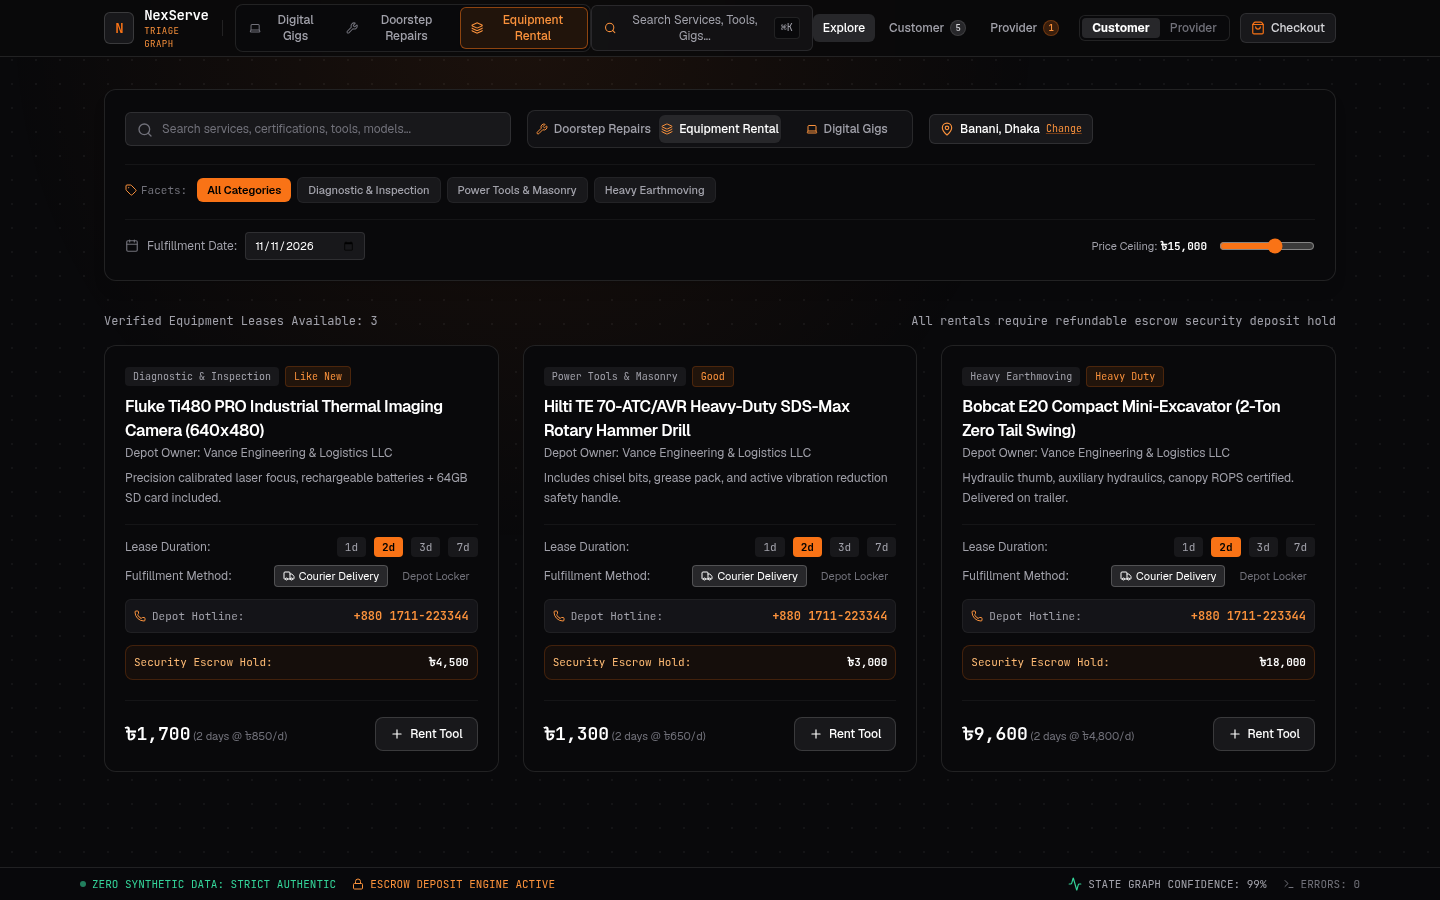 N
NexServe
TRIAGE
GRAPH
Digital
Gigs
Doorstep
Repairs
Equipment
Rental
Search Services, Tools,
Gigs...
⌘K
Explore
Customer 5
Provider 1
Customer
Provider
Checkout
Search services, certifications, tools, models...
Doorstep Repairs
Equipment Rental
Digital Gigs
Banani, Dhaka Change
Facets:
All Categories
Diagnostic & Inspection
Power Tools & Masonry
Heavy Earthmoving
Fulfillment Date:
11/11/2026
Price Ceiling: ৳15,000
Verified Equipment Leases Available: 3
All rentals require refundable escrow security deposit hold
Diagnostic & Inspection
Like New
Fluke Ti480 PRO Industrial Thermal Imaging
Camera (640x480)
Depot Owner: Vance Engineering & Logistics LLC
Precision calibrated laser focus, rechargeable batteries + 64GB
SD card included.
Lease Duration:
1d 2d 3d 7d
Fulfillment Method:
Courier Delivery
Depot Locker
Depot Hotline:
+880 1711-223344
Security Escrow Hold:
৳4,500
৳1,700 (2 days @ ৳850/d)
Rent Tool
Power Tools & Masonry
Good
Hilti TE 70-ATC/AVR Heavy-Duty SDS-Max
Rotary Hammer Drill
Depot Owner: Vance Engineering & Logistics LLC
Includes chisel bits, grease pack, and active vibration reduction
safety handle.
Lease Duration:
1d 2d 3d 7d
Fulfillment Method:
Courier Delivery
Depot Locker
Depot Hotline:
+880 1711-223344
Security Escrow Hold:
৳3,000
৳1,300 (2 days @ ৳650/d)
Rent Tool
Heavy Earthmoving
Heavy Duty
Bobcat E20 Compact Mini-Excavator (2-Ton
Zero Tail Swing)
Depot Owner: Vance Engineering & Logistics LLC
Hydraulic thumb, auxiliary hydraulics, canopy ROPS certified.
Delivered on trailer.
Lease Duration:
1d 2d 3d 7d
Fulfillment Method:
Courier Delivery
Depot Locker
Depot Hotline:
+880 1711-223344
Security Escrow Hold:
৳18,000
৳9,600 (2 days @ ৳4,800/d)
Rent Tool
ZERO SYNTHETIC DATA: STRICT AUTHENTIC
ESCROW DEPOSIT ENGINE ACTIVE
STATE GRAPH CONFIDENCE: 99%
ERRORS: 0